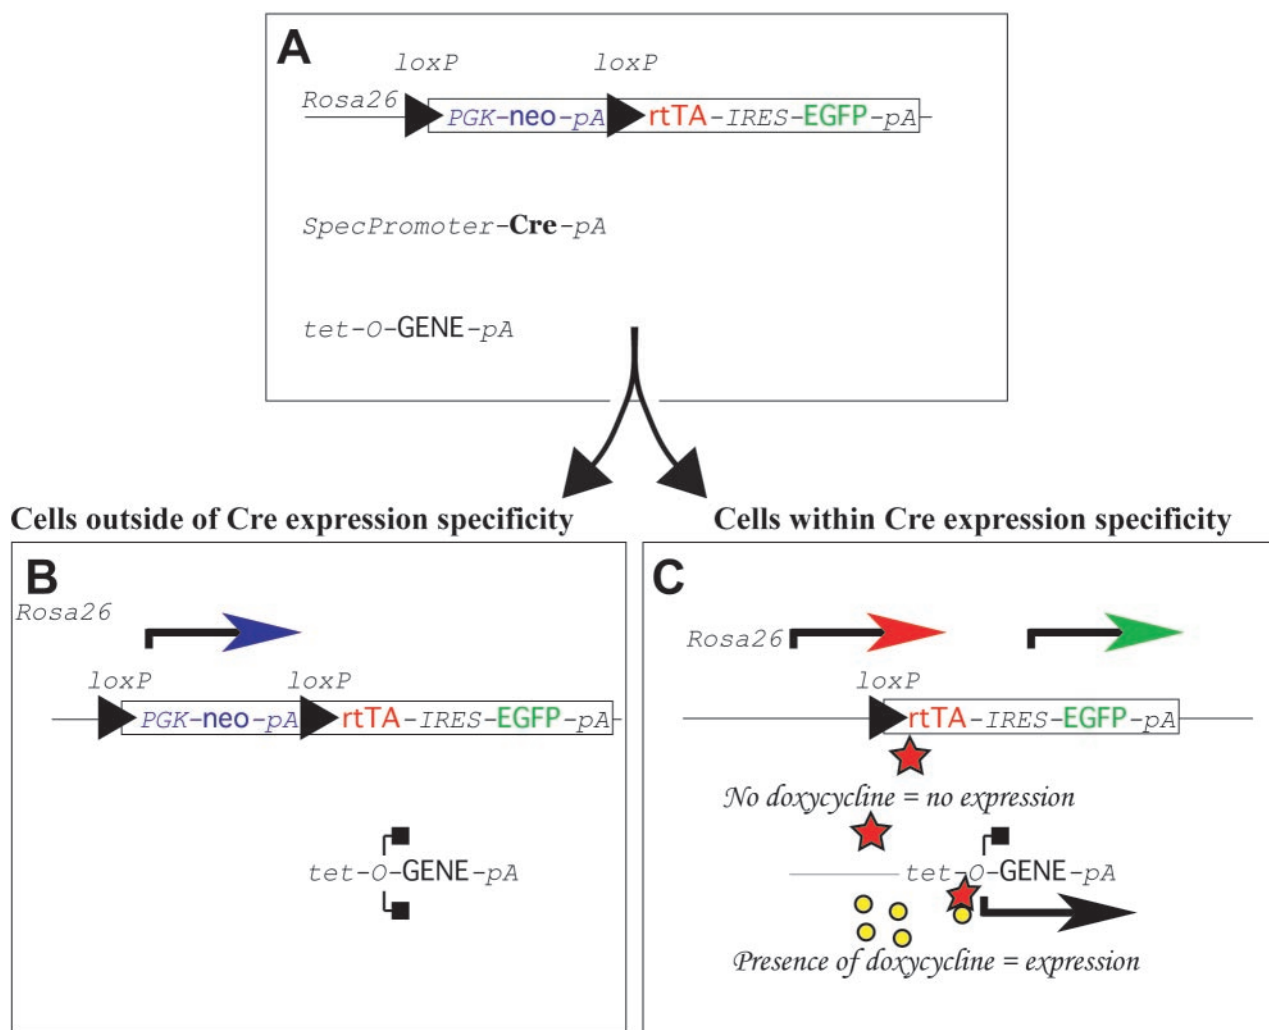 A
loxP loxP
Rosa26
PGK-neo-pA rtTA-IRES-EGFP-pA
SpecPromoter-Cre-pA
tet-O-GENE-pA
Cells outside of Cre expression specificity
B
Rosa26
loxP loxP
PGK-neo-pA rtTA-IRES-EGFP-pA
tet-O-GENE-pA
Cells within Cre expression specificity
C
Rosa26
loxP
rtTA-IRES-EGFP-pA
No doxycycline = no expression
tet-O-GENE-pA
Presence of doxycycline = expression